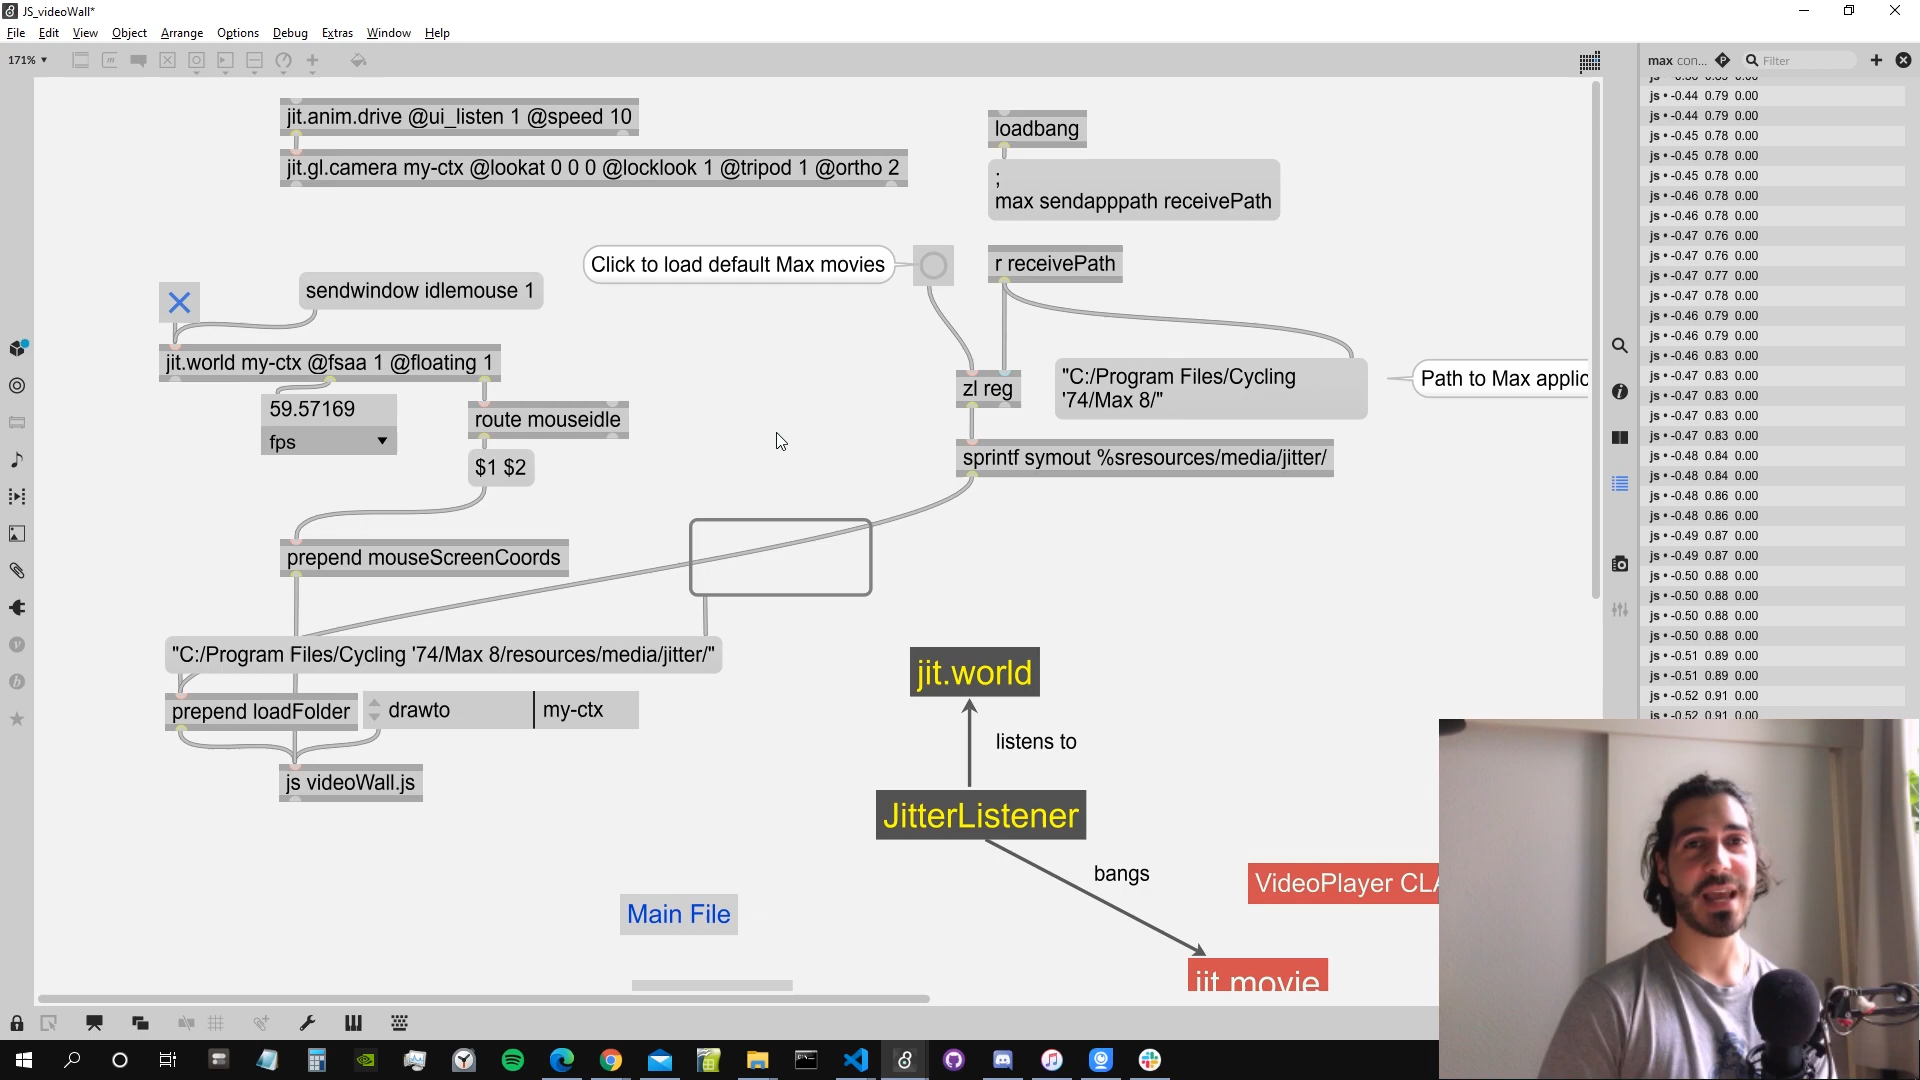 JS_videoWall*
File Edit View Object Arrange Options Debug Extras Window Help
171%
max con...
Filter
jit.anim.drive @ui_listen 1 @speed 10
jit.gl.camera my-ctx @lookat 0 0 0 @locklook 1 @tripod 1 @ortho 2
loadbang
;
max sendapppath receivePath
Click to load default Max movies
r receivePath
sendwindow idlemouse 1
jit.world my-ctx @fsaa 1 @floating 1
59.57169
fps
route mouseidle
$1 $2
zl reg
"C:/Program Files/Cycling
'74/Max 8/"
Path to Max applic
sprintf symout %sresources/media/jitter/
prepend mouseScreenCoords
"C:/Program Files/Cycling '74/Max 8/resources/media/jitter/"
prepend loadFolder
drawto
my-ctx
js videoWall.js
jit.world
listens to
JitterListener
bangs
VideoPlayer CLA
jit.movie
Main File
js • -0.44 0.79 0.00
js • -0.44 0.79 0.00
js • -0.45 0.78 0.00
js • -0.45 0.78 0.00
js • -0.45 0.78 0.00
js • -0.46 0.78 0.00
js • -0.46 0.78 0.00
js • -0.47 0.76 0.00
js • -0.47 0.76 0.00
js • -0.47 0.77 0.00
js • -0.47 0.78 0.00
js • -0.46 0.79 0.00
js • -0.46 0.79 0.00
js • -0.46 0.83 0.00
js • -0.47 0.83 0.00
js • -0.47 0.83 0.00
js • -0.47 0.83 0.00
js • -0.47 0.83 0.00
js • -0.48 0.84 0.00
js • -0.48 0.84 0.00
js • -0.48 0.86 0.00
js • -0.48 0.86 0.00
js • -0.49 0.87 0.00
js • -0.49 0.87 0.00
js • -0.50 0.88 0.00
js • -0.50 0.88 0.00
js • -0.50 0.88 0.00
js • -0.50 0.88 0.00
js • -0.51 0.89 0.00
js • -0.51 0.89 0.00
js • -0.52 0.91 0.00
js • -0.52 0.91 0.00